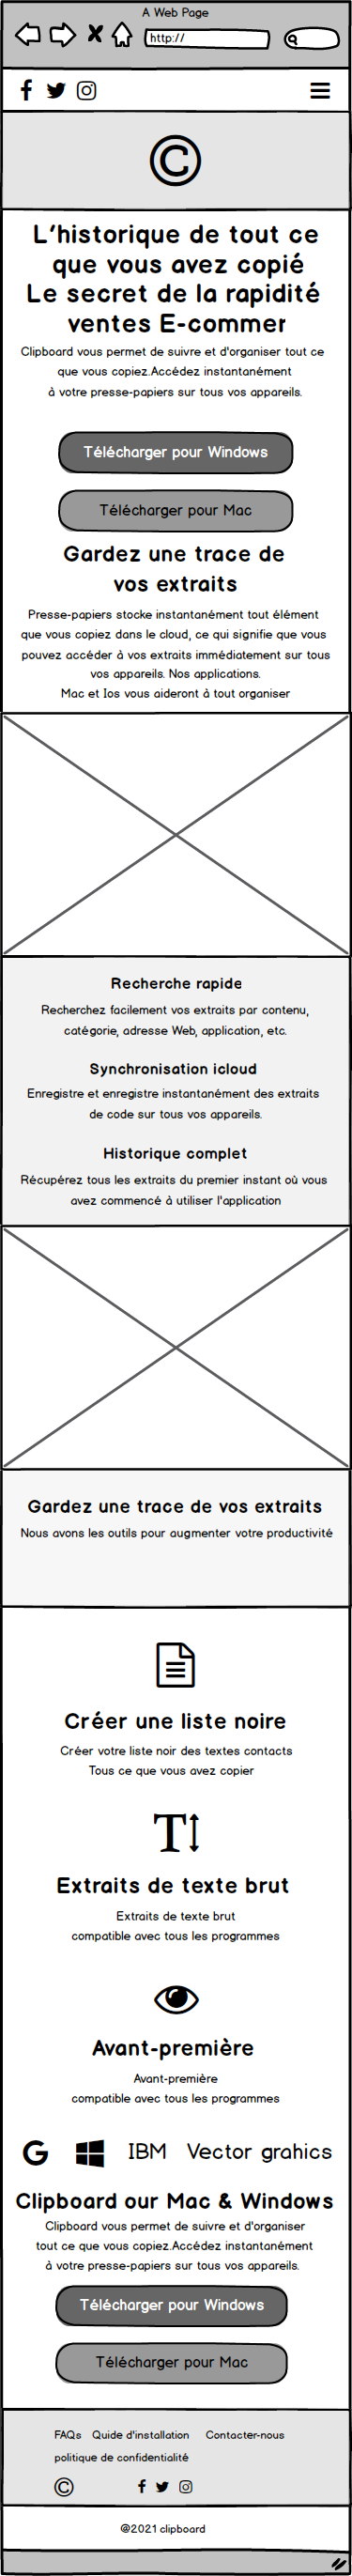 A Web Page
http://
L'historique de tout ce
que vous avez copié
Le secret de la rapidité
ventes E-commer
Clipboard vous permet de suivre et d'organiser tout ce
que vous copiez.Accédez instantanément
à votre presse-papiers sur tous vos appareils.
Télécharger pour Windows
Télécharger pour Mac
Gardez une trace de
vos extraits
Presse-papiers stocke instantanément tout élément
que vous copiez dans le cloud, ce qui signifie que vous
pouvez accéder à vos extraits immédiatement sur tous
vos appareils. Nos applications.
Mac et Ios vous aideront à tout organiser
Recherche rapide
Recherchez facilement vos extraits par contenu,
catégorie, adresse Web, application, etc.
Synchronisation icloud
Enregistre et enregistre instantanément des extraits
de code sur tous vos appareils.
Historique complet
Récupérez tous les extraits du premier instant où vous
avez commencé à utiliser l'application
Gardez une trace de vos extraits
Nous avons les outils pour augmenter votre productivité
Créer une liste noire
Créer votre liste noir des textes contacts
Tous ce que vous avez copier
Extraits de texte brut
Extraits de texte brut
compatible avec tous les programmes
Avant-première
Avant-première
compatible avec tous les programmes
IBM Vector grahics
Clipboard our Mac & Windows
Clipboard vous permet de suivre et d'organiser
tout ce que vous copiez.Accédez instantanément
à votre presse-papiers sur tous vos appareils.
Télécharger pour Windows
Télécharger pour Mac
FAQs Quide d'installation Contacter-nous
politique de confidentialité
@2021 clipboard